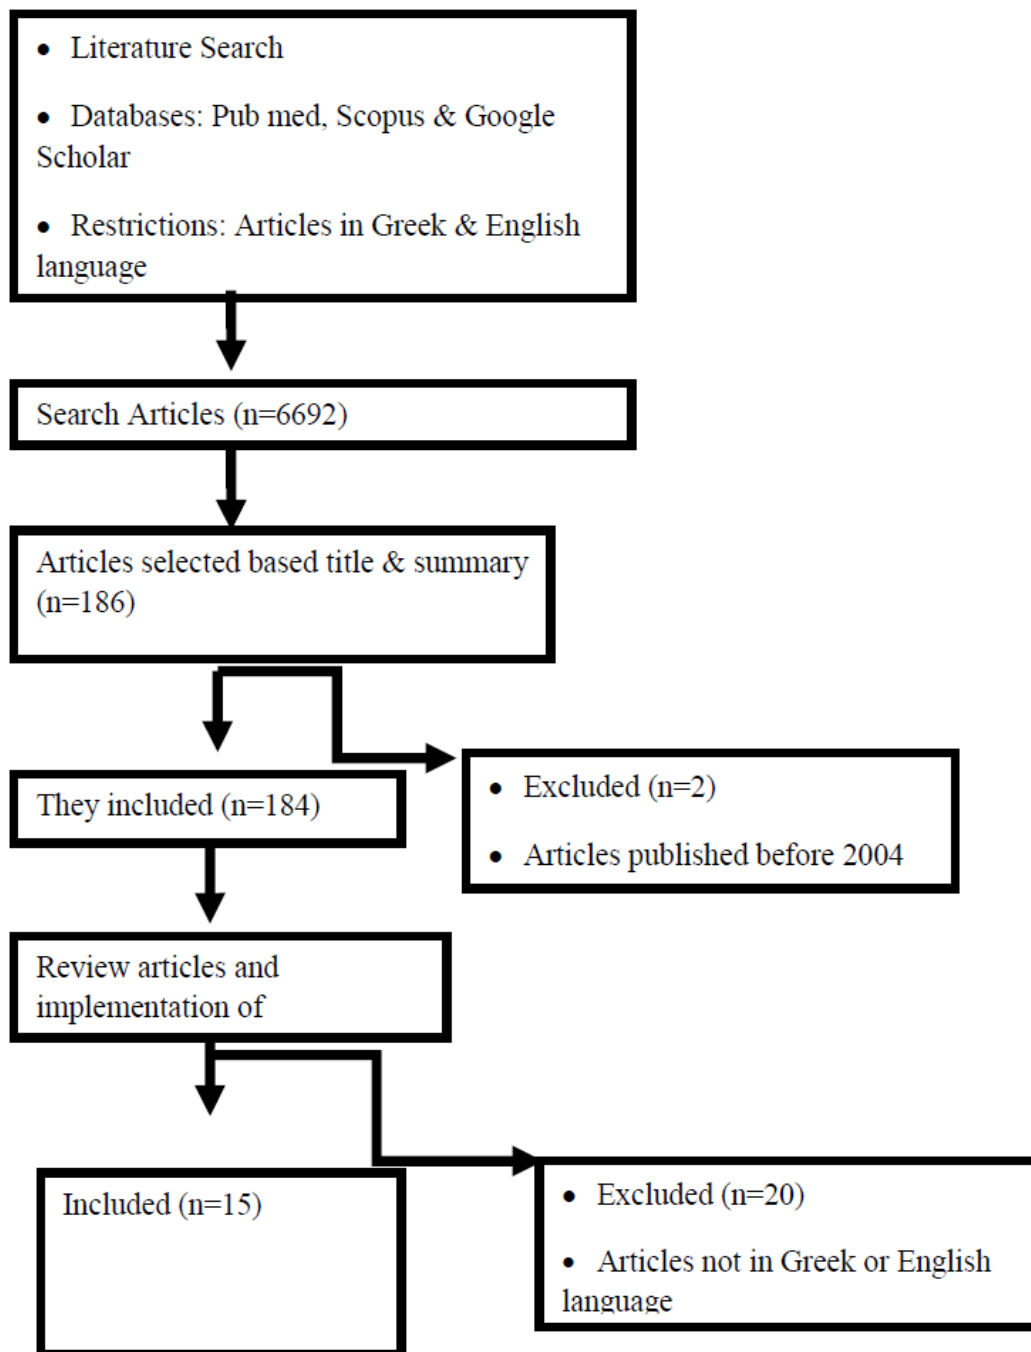 • Literature Search
• Databases: Pub med, Scopus & Google
Scholar
• Restrictions: Articles in Greek & English
language
Search Articles (n=6692)
Articles selected based title & summary
(n=186)
They included (n=184)
• Excluded (n=2)
• Articles published before 2004
Review articles and
implementation of
Included (n=15)
• Excluded (n=20)
• Articles not in Greek or English
language